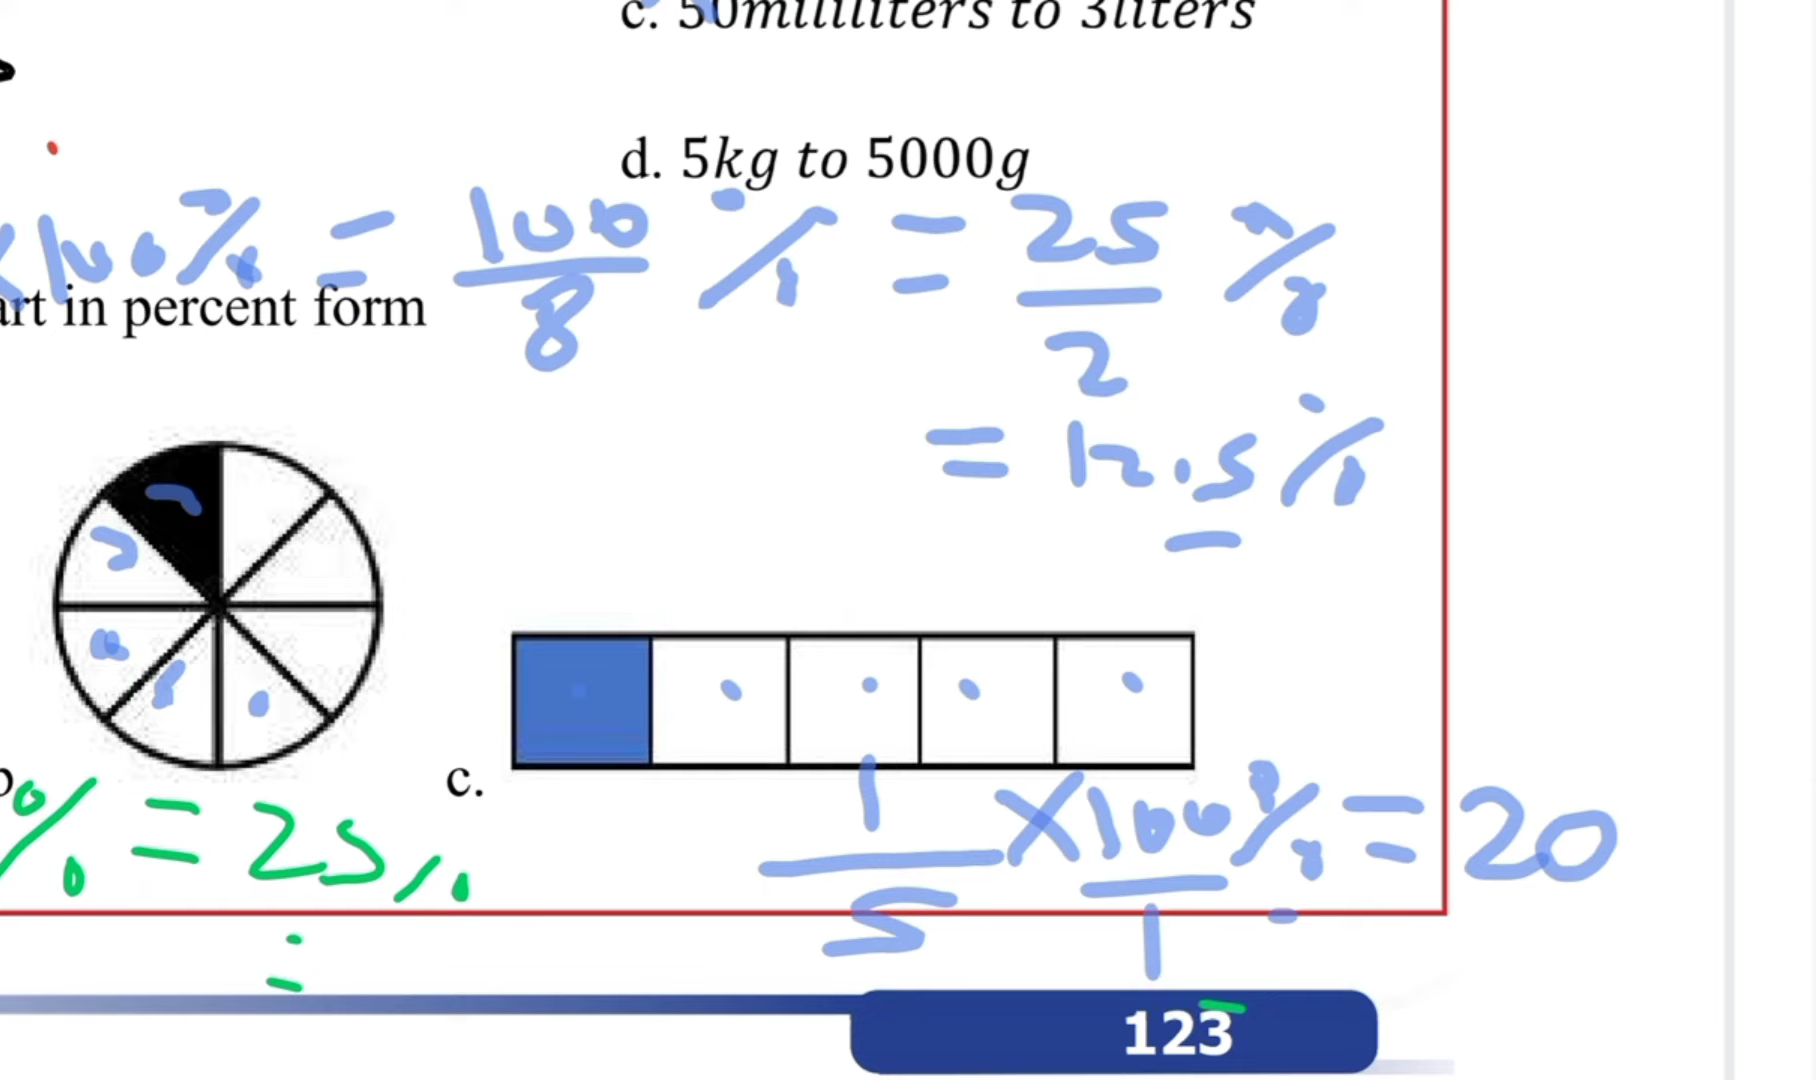 c. 50milliliters to 3liters
d. 5kg to 5000g
×100% = 100/8 % = 25/2 %
art in percent form
= 12.5%
c.
% = 25%
1/5 × 100%/1 = 20
123